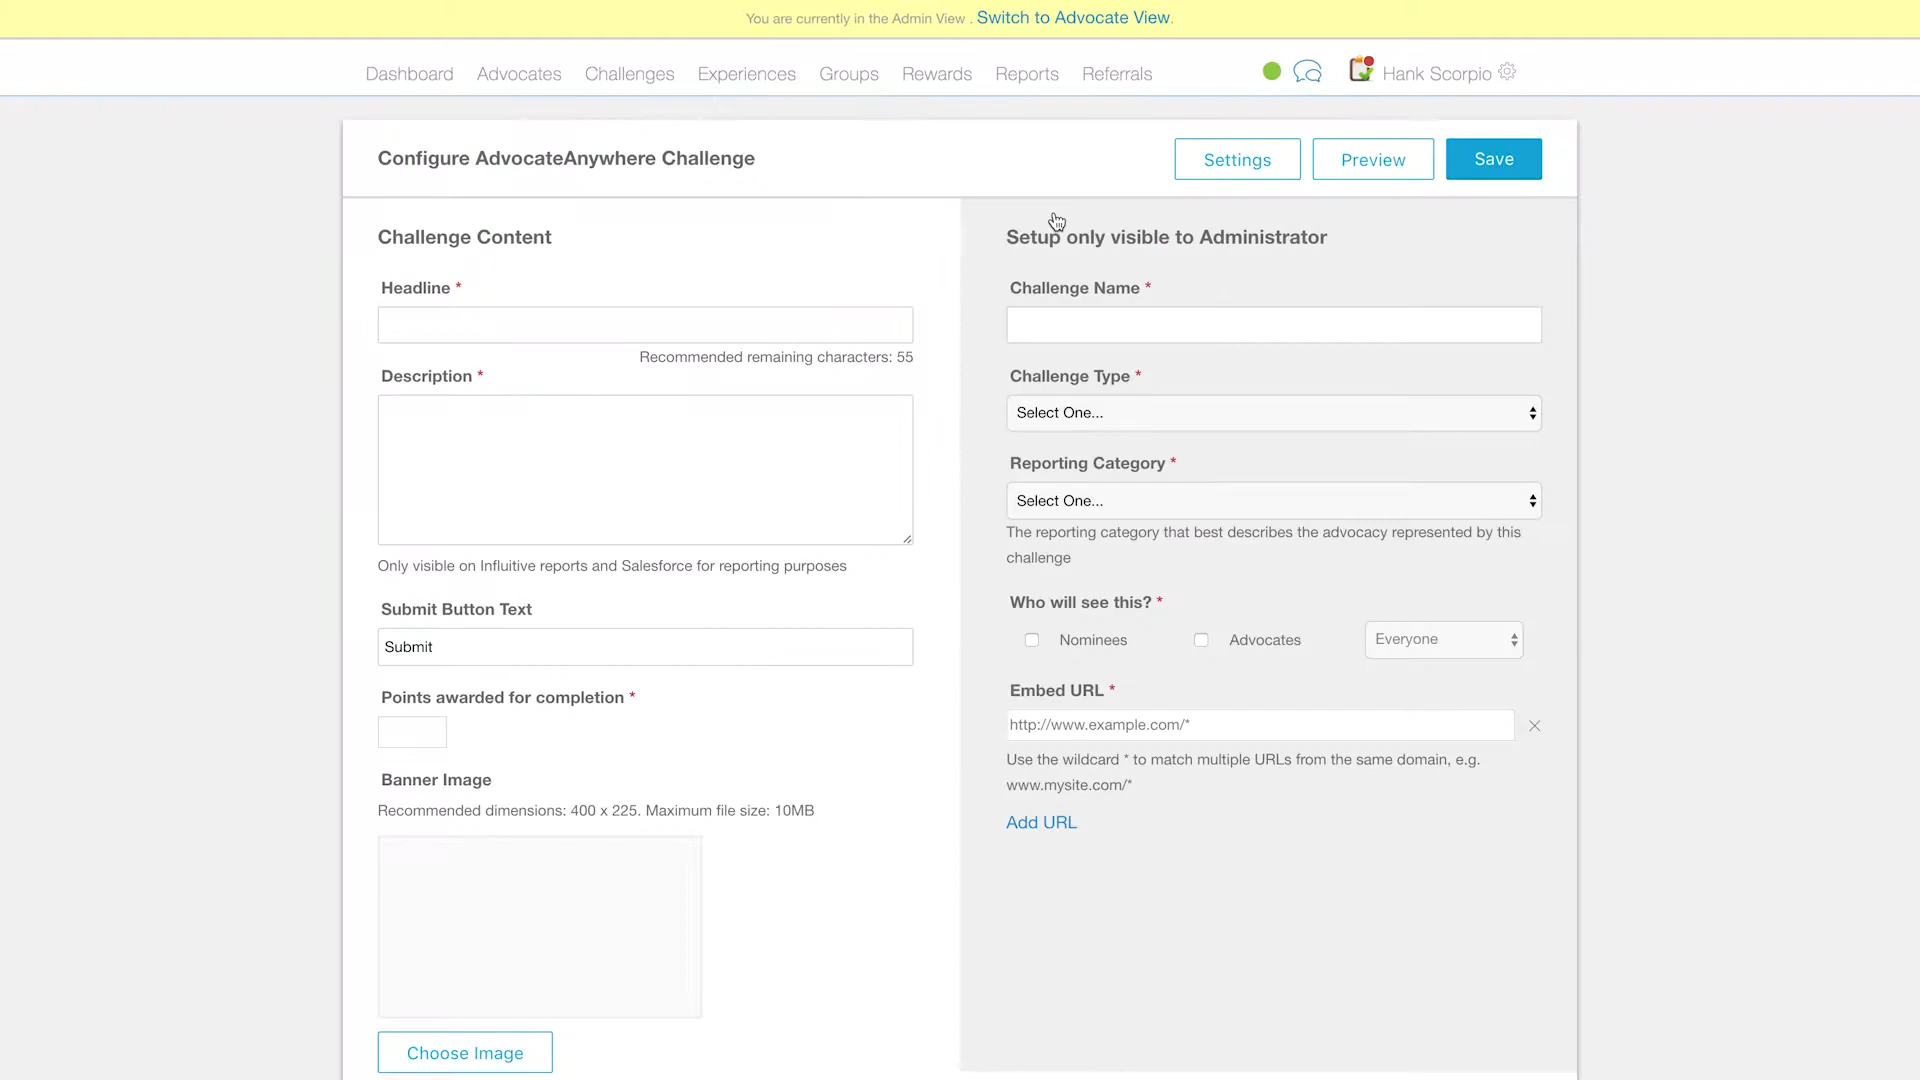 You are currently in the Admin View . Switch to Advocate View.
Dashboard Advocates Challenges Experiences Groups Rewards Reports Referrals Hank Scorpio
Configure AdvocateAnywhere Challenge
Settings Preview Save
Challenge Content
Headline *
Recommended remaining characters: 55
Description *
Only visible on Influitive reports and Salesforce for reporting purposes
Submit Button Text
Submit
Points awarded for completion *
Banner Image
Recommended dimensions: 400 x 225. Maximum file size: 10MB
Choose Image
Setup only visible to Administrator
Challenge Name *
Challenge Type *
Select One...
Reporting Category *
Select One...
The reporting category that best describes the advocacy represented by this
challenge
Who will see this? *
Nominees Advocates Everyone
Embed URL *
http://www.example.com/*
Use the wildcard * to match multiple URLs from the same domain, e.g.
www.mysite.com/*
Add URL